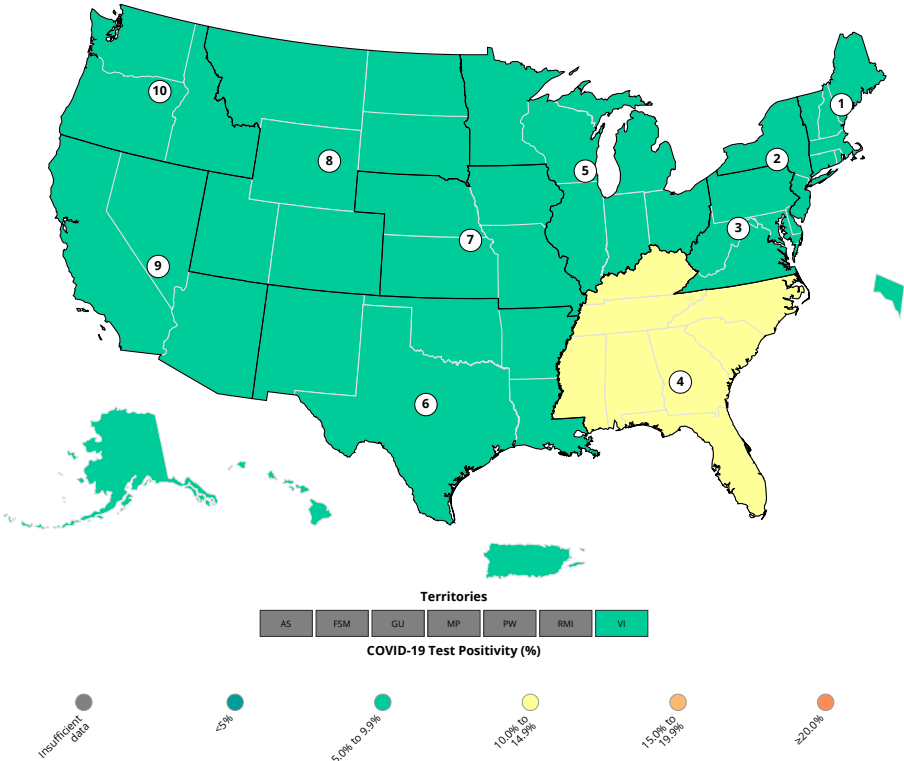 1
10
2
8
5
3
7
9
4
6
Territories
AS FSM GU MP PW RMI VI
COVID-19 Test Positivity (%)
Insufficient
data
<5%
5.0% to 9.9%
10.0% to
14.9%
15.0% to
19.9%
≥20.0%